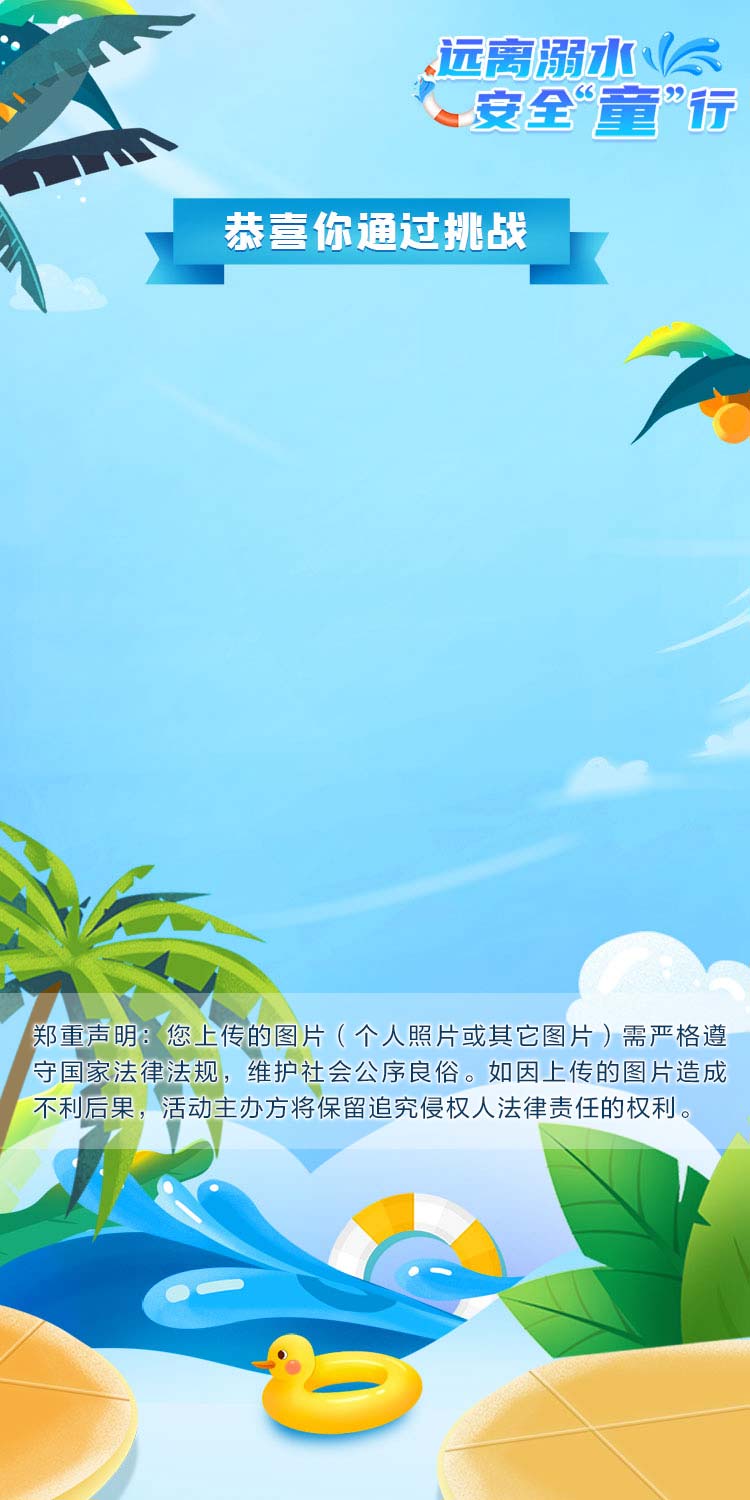 远离溺水
安全“童”行
恭喜你通过挑战
郑重声明：您上传的图片（个人照片或其它图片）需严格遵
守国家法律法规，维护社会公序良俗。如因上传的图片造成
不利后果，活动主办方将保留追究侵权人法律责任的权利。